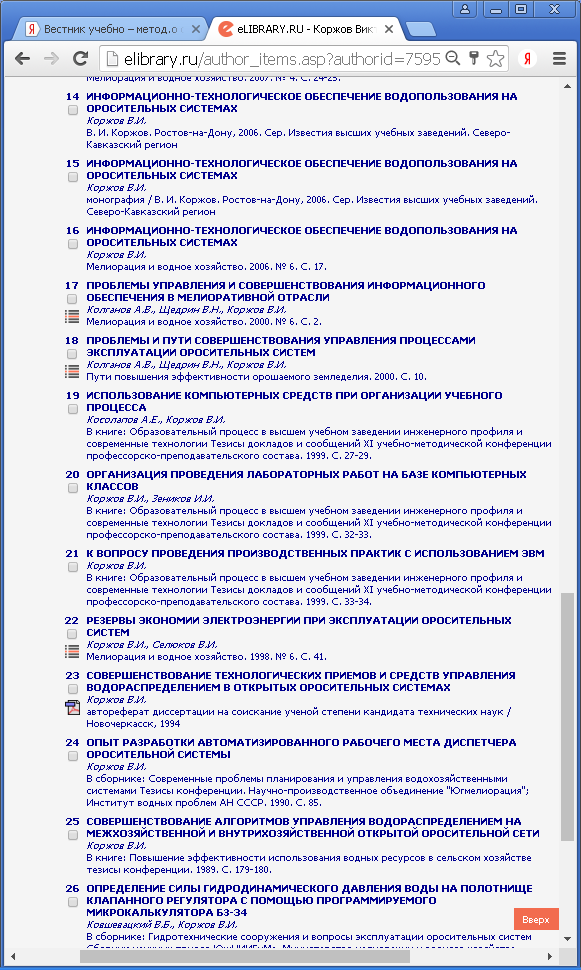 Вестник учебно – метод.о
eLIBRARY.RU - Коржов Вик
elibrary.ru/author_items.asp?authorid=7595
Мелиорация и водное хозяйство. 2007. № 4. С. 24-25.
14 ИНФОРМАЦИОННО-ТЕХНОЛОГИЧЕСКОЕ ОБЕСПЕЧЕНИЕ ВОДОПОЛЬЗОВАНИЯ НА
ОРОСИТЕЛЬНЫХ СИСТЕМАХ
Коржов В.И.
В. И. Коржов. Ростов-на-Дону, 2006. Сер. Известия высших учебных заведений. Северо-
Кавказский регион
15 ИНФОРМАЦИОННО-ТЕХНОЛОГИЧЕСКОЕ ОБЕСПЕЧЕНИЕ ВОДОПОЛЬЗОВАНИЯ НА
ОРОСИТЕЛЬНЫХ СИСТЕМАХ
Коржов В.И.
монография / В. И. Коржов. Ростов-на-Дону, 2006. Сер. Известия высших учебных заведений.
Северо-Кавказский регион
16 ИНФОРМАЦИОННО-ТЕХНОЛОГИЧЕСКОЕ ОБЕСПЕЧЕНИЕ ВОДОПОЛЬЗОВАНИЯ НА
ОРОСИТЕЛЬНЫХ СИСТЕМАХ
Коржов В.И.
Мелиорация и водное хозяйство. 2006. № 6. С. 17.
17 ПРОБЛЕМЫ УПРАВЛЕНИЯ И СОВЕРШЕНСТВОВАНИЯ ИНФОРМАЦИОННОГО
ОБЕСПЕЧЕНИЯ В МЕЛИОРАТИВНОЙ ОТРАСЛИ
Колганов А.В., Щедрин В.Н., Коржов В.И.
Мелиорация и водное хозяйство. 2000. № 6. С. 2.
18 ПРОБЛЕМЫ И ПУТИ СОВЕРШЕНСТВОВАНИЯ УПРАВЛЕНИЯ ПРОЦЕССАМИ
ЭКСПЛУАТАЦИИ ОРОСИТЕЛЬНЫХ СИСТЕМ
Колганов А.В., Щедрин В.Н., Коржов В.И.
Пути повышения эффективности орошаемого земледелия. 2000. С. 10.
19 ИСПОЛЬЗОВАНИЕ КОМПЬЮТЕРНЫХ СРЕДСТВ ПРИ ОРГАНИЗАЦИИ УЧЕБНОГО
ПРОЦЕССА
Косолапов А.Е., Коржов В.И.
В книге: Образовательный процесс в высшем учебном заведении инженерного профиля и
современные технологии Тезисы докладов и сообщений XI учебно-методической конференции
профессорско-преподавательского состава. 1999. С. 27-29.
20 ОРГАНИЗАЦИЯ ПРОВЕДЕНИЯ ЛАБОРАТОРНЫХ РАБОТ НА БАЗЕ КОМПЬЮТЕРНЫХ
КЛАССОВ
Коржов В.И., Зеников И.И.
В книге: Образовательный процесс в высшем учебном заведении инженерного профиля и
современные технологии Тезисы докладов и сообщений XI учебно-методической конференции
профессорско-преподавательского состава. 1999. С. 32-33.
21 К ВОПРОСУ ПРОВЕДЕНИЯ ПРОИЗВОДСТВЕННЫХ ПРАКТИК С ИСПОЛЬЗОВАНИЕМ ЭВМ
Коржов В.И.
В книге: Образовательный процесс в высшем учебном заведении инженерного профиля и
современные технологии Тезисы докладов и сообщений XI учебно-методической конференции
профессорско-преподавательского состава. 1999. С. 33-34.
22 РЕЗЕРВЫ ЭКОНОМИИ ЭЛЕКТРОЭНЕРГИИ ПРИ ЭКСПЛУАТАЦИИ ОРОСИТЕЛЬНЫХ
СИСТЕМ
Коржов В.И., Селюков В.И.
Мелиорация и водное хозяйство. 1998. № 6. С. 41.
23 СОВЕРШЕНСТВОВАНИЕ ТЕХНОЛОГИЧЕСКИХ ПРИЕМОВ И СРЕДСТВ УПРАВЛЕНИЯ
ВОДОРАСПРЕДЕЛЕНИЕМ В ОТКРЫТЫХ ОРОСИТЕЛЬНЫХ СИСТЕМАХ
Коржов В.И.
автореферат диссертации на соискание ученой степени кандидата технических наук /
Новочеркасск, 1994
24 ОПЫТ РАЗРАБОТКИ АВТОМАТИЗИРОВАННОГО РАБОЧЕГО МЕСТА ДИСПЕТЧЕРА
ОРОСИТЕЛЬНОЙ СИСТЕМЫ
Коржов В.И.
В сборнике: Современные проблемы планирования и управления водохозяйственными
системами Тезисы конференции. Научно-производственное объединение "Югмелиорация";
Институт водных проблем АН СССР. 1990. С. 85.
25 СОВЕРШЕНСТВОВАНИЕ АЛГОРИТМОВ УПРАВЛЕНИЯ ВОДОРАСПРЕДЕЛЕНИЕМ НА
МЕЖХОЗЯЙСТВЕННОЙ И ВНУТРИХОЗЯЙСТВЕННОЙ ОТКРЫТОЙ ОРОСИТЕЛЬНОЙ СЕТИ
Коржов В.И.
В книге: Повышение эффективности использования водных ресурсов в сельском хозяйстве
тезисы конференции. 1989. С. 179-180.
26 ОПРЕДЕЛЕНИЕ СИЛЫ ГИДРОДИНАМИЧЕСКОГО ДАВЛЕНИЯ ВОДЫ НА ПОЛОТНИЩЕ
КЛАПАННОГО РЕГУЛЯТОРА С ПОМОЩЬЮ ПРОГРАММИРУЕМОГО
МИКРОКАЛЬКУЛЯТОРА Б3-34
Ковшевацкий В.Б., Коржов В.И.
В сборнике: Гидротехнические сооружения и вопросы эксплуатации оросительных систем
Вверх